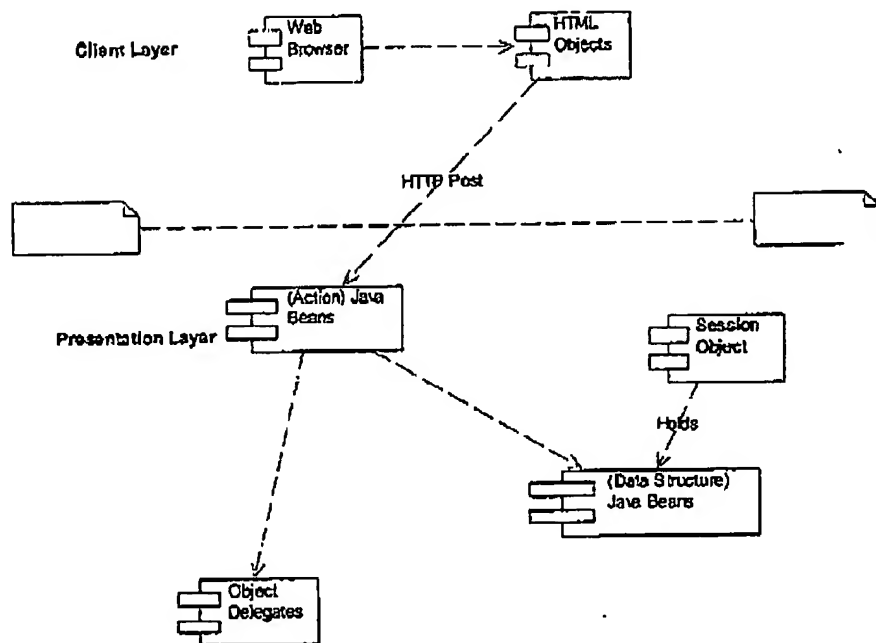 Client Layer
Web
Browser
HTML
Objects
HTTP Post
(Action) Java
Beans
Presentation Layer
Session
Object
Holds
(Data Structure)
Java Beans
Object
Delegates